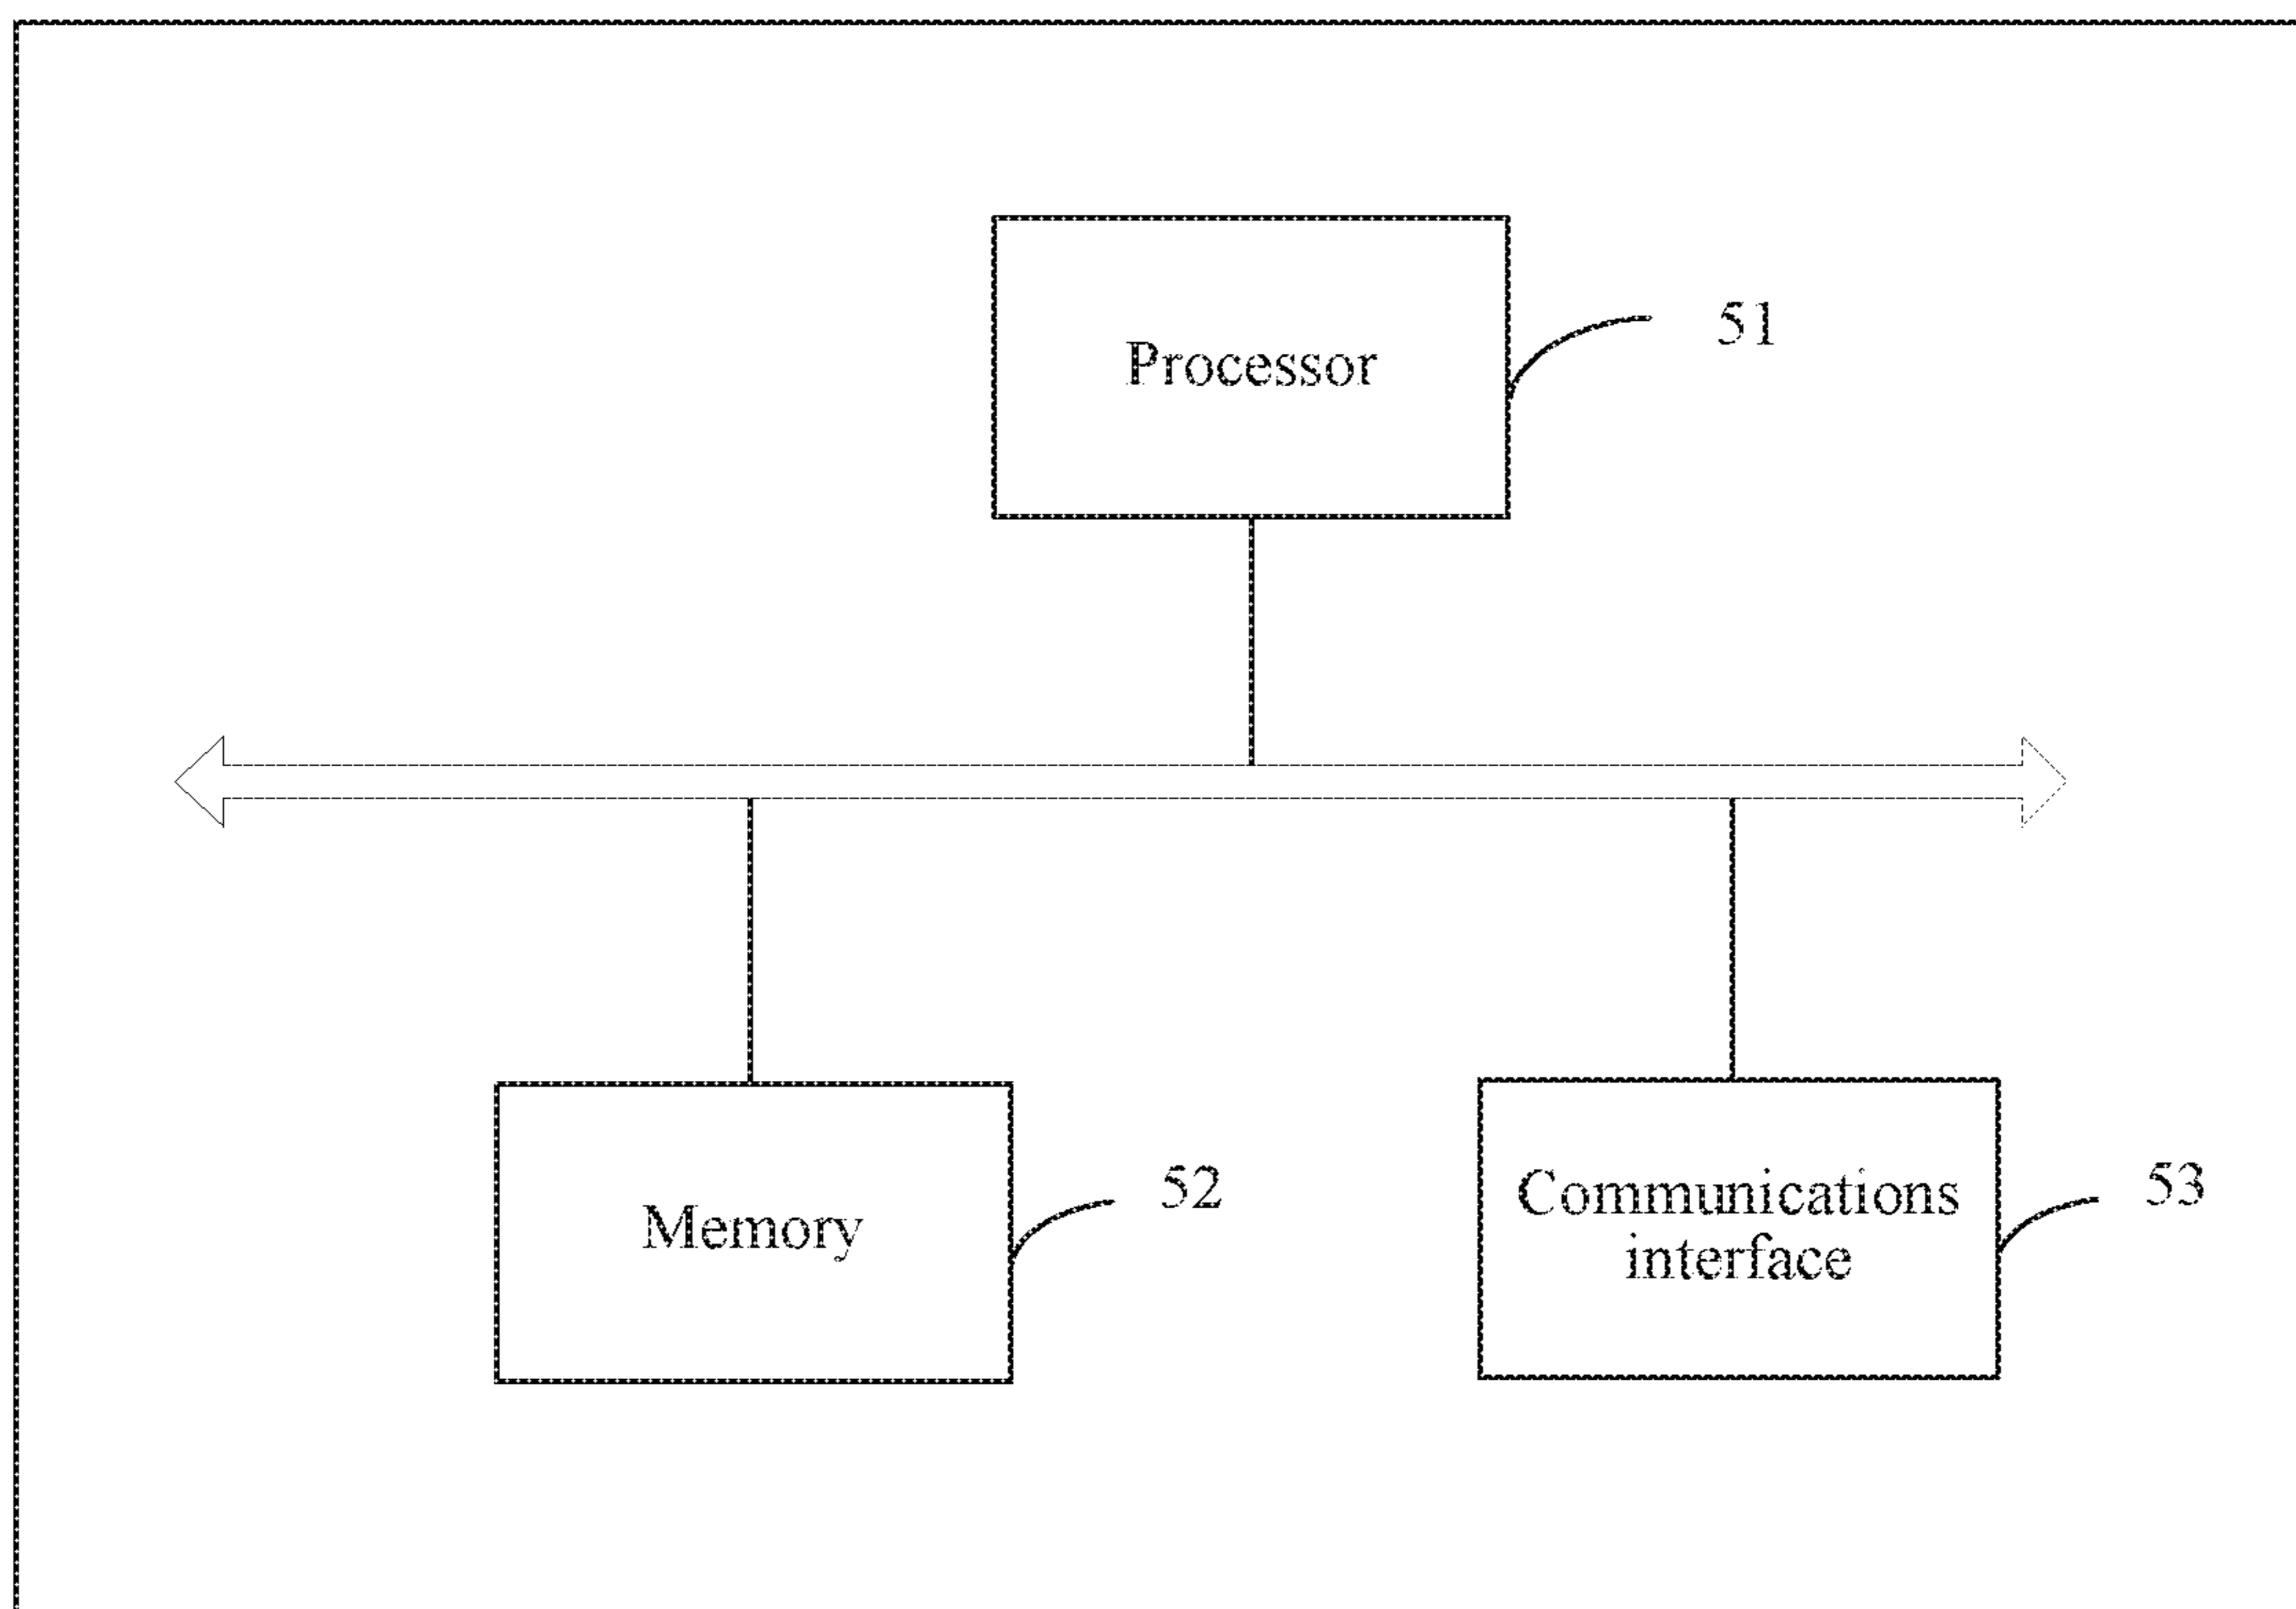 Processor
51
Memory
52
Communications
interface
53